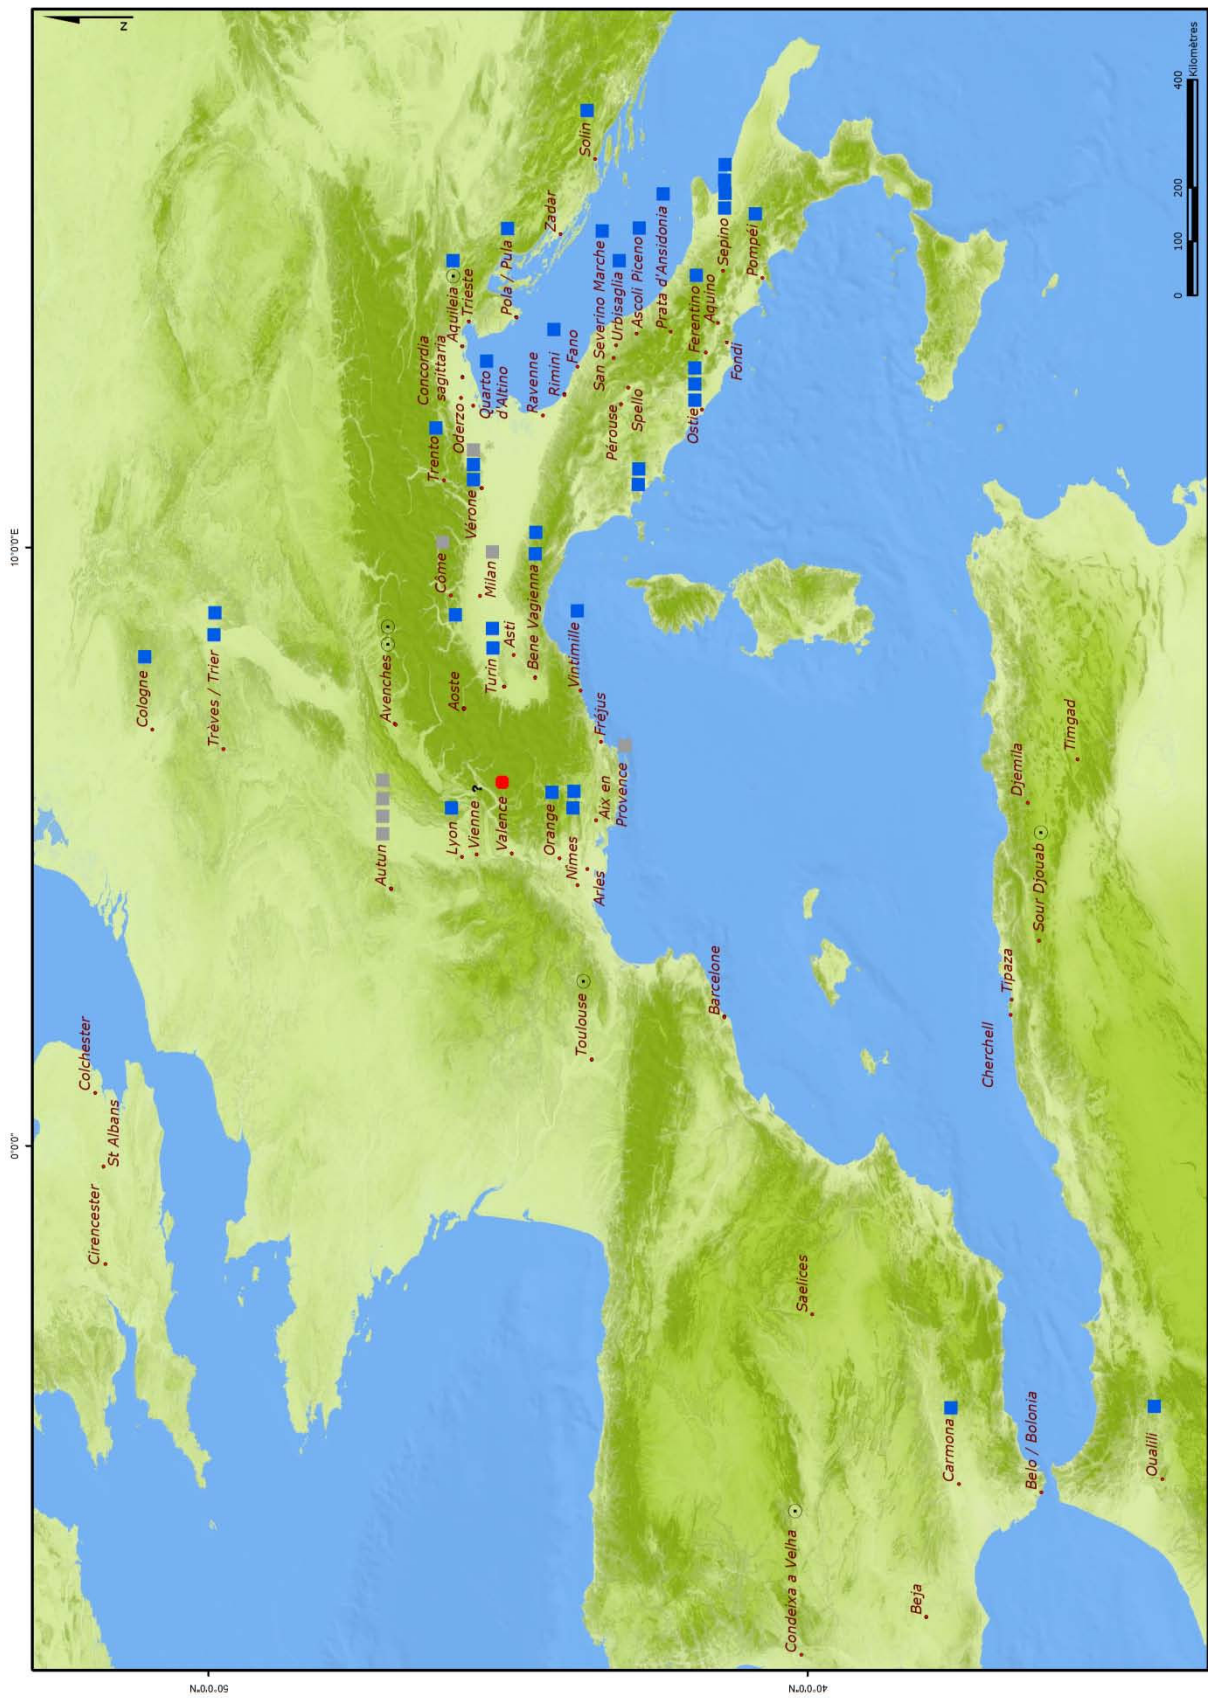 N
50°0'0"N
40°0'0"N
0°0'0"
10°0'0"E
Cirencester
St Albans
Colchester
Cologne
Trèves / Trier
Autun
Avenches
Lyon
Vienne ?
Valence
Orange
Nîmes
Arles
Aix en
Provence
Fréjus
Vintimille
Toulouse
Barcelone
Saelices
Condeixa a Velha
Beja
Carmona
Belo / Bolonia
Oualili
Cherchell
Tipaza
Sour Djouab
Djemila
Timgad
Aoste
Turin
Asti
Bene Vagienna
Côme
Milan
Trento
Vérone
Oderzo
Concordia
sagittaria
Quarto
d'Altino
Aquileia
Trieste
Pola / Pula
Zadar
Solin
Ravenne
Rimini
Fano
San Severino Marche
Urbisaglia
Ascoli Piceno
Pérouse
Spello
Prata d'Ansidonia
Ostie
Ferentino
Aquino
Fondi
Sepino
Pompéi
0
100
200
400
Kilomètres